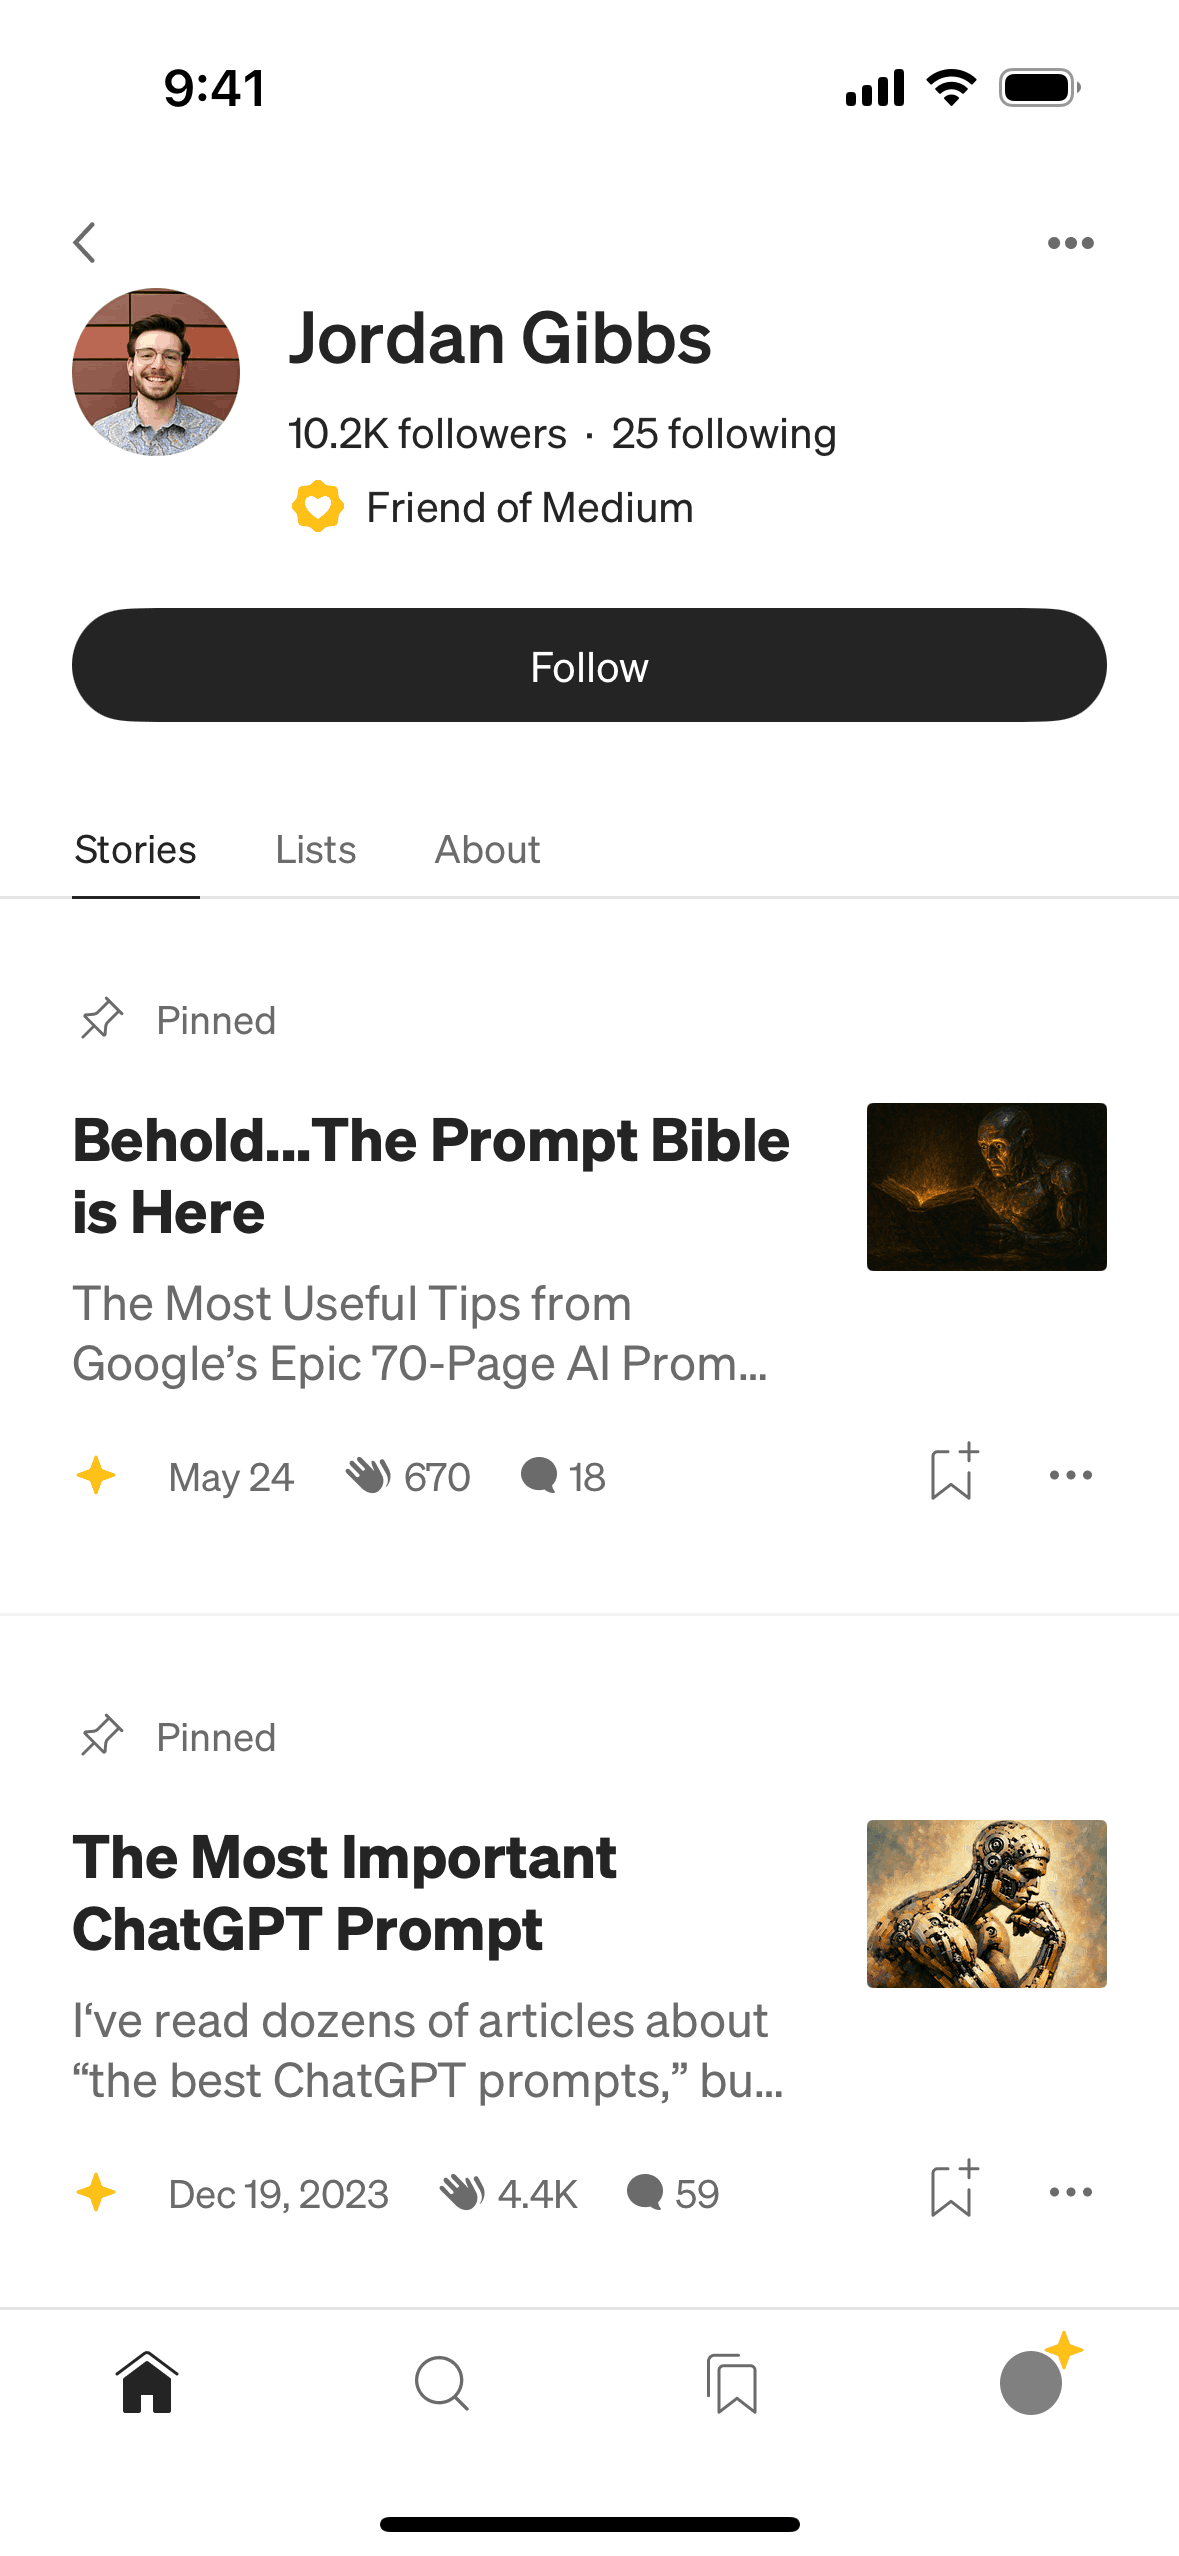 9:41
Jordan Gibbs
10.2K followers · 25 following
Friend of Medium
Follow
Stories Lists About
Pinned
Behold...The Prompt Bible
is Here
The Most Useful Tips from
Google’s Epic 70-Page AI Prom...
May 24 670 18
Pinned
The Most Important
ChatGPT Prompt
I‘ve read dozens of articles about
“the best ChatGPT prompts,” bu...
Dec 19, 2023 4.4K 59